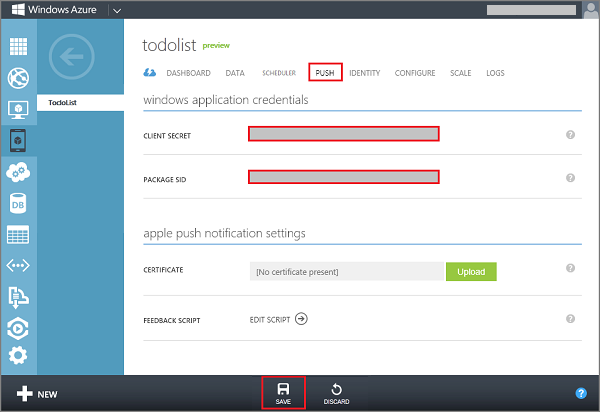 Windows Azure
todolist preview
DASHBOARD DATA SCHEDULER PUSH IDENTITY CONFIGURE SCALE LOGS
TodoList
windows application credentials
CLIENT SECRET ?
PACKAGE SID ?
DB
apple push notification settings
CERTIFICATE [No certificate present] Upload ?
FEEDBACK SCRIPT EDIT SCRIPT ?
NEW SAVE DISCARD ?